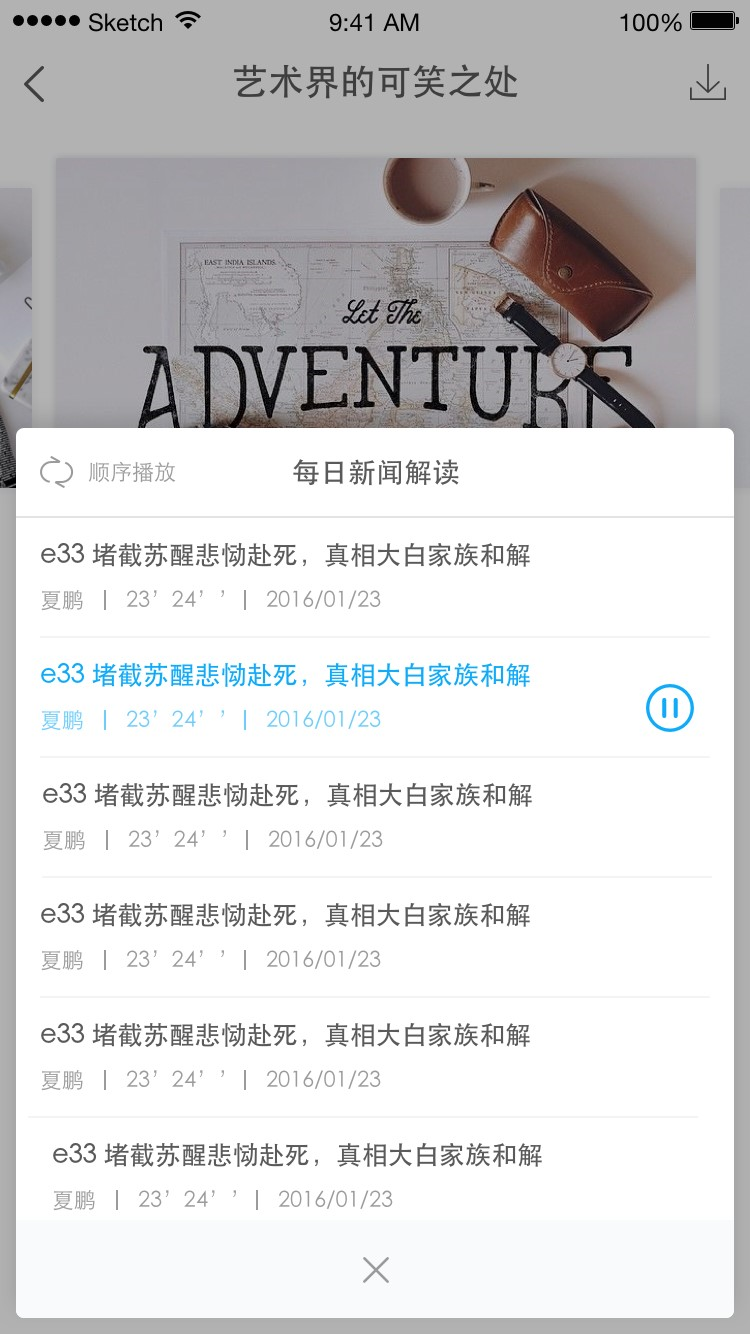 Sketch 9:41 AM 100%
艺术界的可笑之处
EAST INDIA ISLANDS.
Let The
ADVENTURE
顺序播放 每日新闻解读
e33 堵截苏醒悲恸赴死，真相大白家族和解
夏鹏 | 23’24’’ | 2016/01/23
e33 堵截苏醒悲恸赴死，真相大白家族和解
夏鹏 | 23’24’’ | 2016/01/23
e33 堵截苏醒悲恸赴死，真相大白家族和解
夏鹏 | 23’24’’ | 2016/01/23
e33 堵截苏醒悲恸赴死，真相大白家族和解
夏鹏 | 23’24’’ | 2016/01/23
e33 堵截苏醒悲恸赴死，真相大白家族和解
夏鹏 | 23’24’’ | 2016/01/23
e33 堵截苏醒悲恸赴死，真相大白家族和解
夏鹏 | 23’24’’ | 2016/01/23